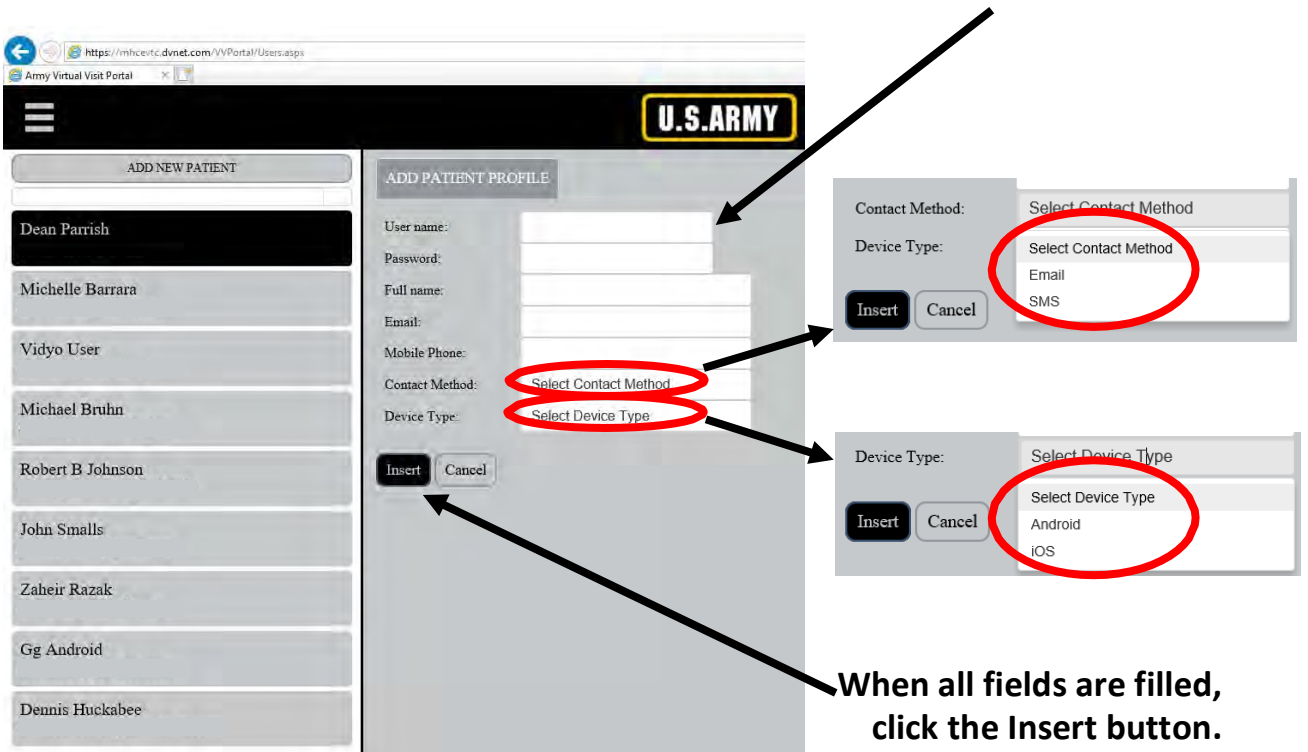 https://mhcevtc.dvnet.com/VVPortal/Users.aspx
Army Virtual Visit Portal
U.S.ARMY
ADD NEW PATIENT
Dean Parrish
Michelle Barrara
Vidyo User
Michael Bruhn
Robert B Johnson
John Smalls
Zaheir Razak
Gg Android
Dennis Huckabee
ADD PATIENT PROFILE
User name:
Password:
Full name:
Email:
Mobile Phone:
Contact Method: Select Contact Method
Device Type: Select Device Type
Insert Cancel
Contact Method: Select Contact Method
Device Type: Select Contact Method
Email
SMS
Insert Cancel
Device Type: Select Device Type
Select Device Type
Android
iOS
Insert Cancel
When all fields are filled,
click the Insert button.